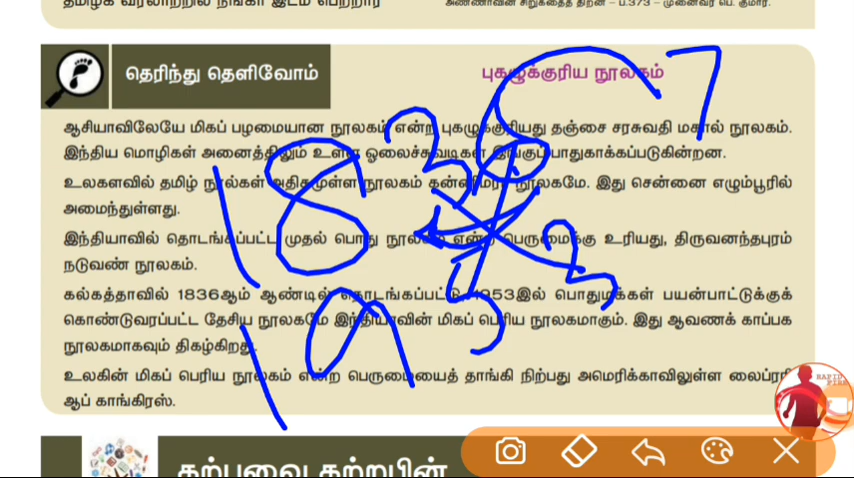 தமிழக வரலாற்றில் நீங்கா இடம் பெற்றார்
அண்ணாவின் சிறுகதைத் திறன் – ப.373 – முனைவர் பெ. குமார்.
தெரிந்து தெளிவோம்
புகழுக்குரிய நூலகம்
ஆசியாவிலேயே மிகப் பழமையான நூலகம் என்ற புகழுக்குரியது தஞ்சை சரசுவதி மகால் நூலகம்.
இந்திய மொழிகள் அனைத்திலும் உள்ள ஓலைச்சுவடிகள் இங்குப் பாதுகாக்கப்படுகின்றன.
உலகளவில் தமிழ் நூல்கள் அதிகமுள்ள நூலகம் கன்னிமரா நூலகமே. இது சென்னை எழும்பூரில்
அமைந்துள்ளது.
இந்தியாவில் தொடங்கப்பட்ட முதல் பொது நூலகம் என்ற பெருமைக்கு உரியது, திருவனந்தபுரம்
நடுவண் நூலகம்.
கல்கத்தாவில் 1836ஆம் ஆண்டில் தொடங்கப்பட்டு, 1953இல் பொதுமக்கள் பயன்பாட்டுக்குக்
கொண்டுவரப்பட்ட தேசிய நூலகமே இந்தியாவின் மிகப் பெரிய நூலகமாகும். இது ஆவணக் காப்பக
நூலகமாகவும் திகழ்கிறது.
உலகின் மிகப் பெரிய நூலகம் என்ற பெருமையைத் தாங்கி நிற்பது அமெரிக்காவிலுள்ள லைப்ரரி
ஆப் காங்கிரஸ்.
கற்பவை கற்றபின்